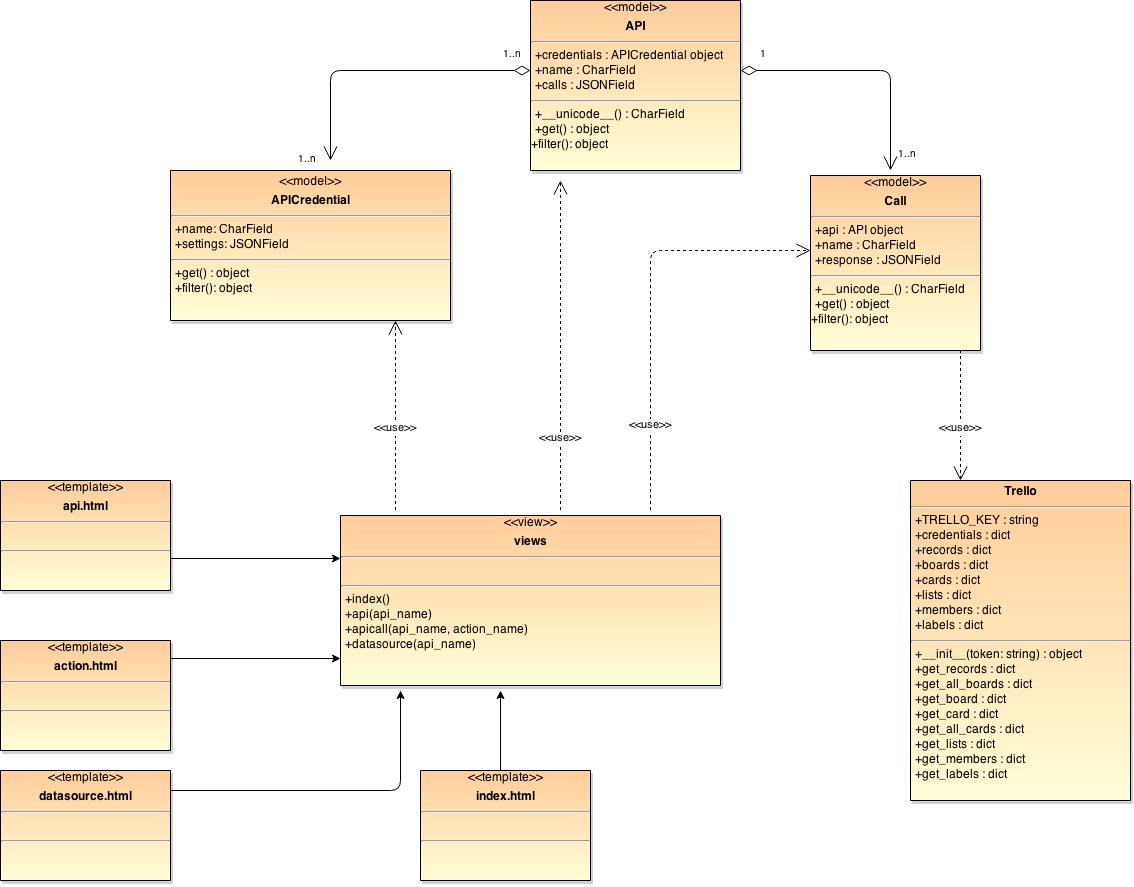 <<model>>
API
+credentials : APICredential object
+name : CharField
+calls : JSONField
+__unicode__() : CharField
+get() : object
+filter(): object
1..n
1
1..n
1..n
<<model>>
APICredential
+name: CharField
+settings: JSONField
+get() : object
+filter(): object
<<model>>
Call
+api : API object
+name : CharField
+response : JSONField
+__unicode__() : CharField
+get() : object
+filter(): object
<<use>>
<<use>>
<<use>>
<<use>>
<<template>>
api.html
<<view>>
views
+index()
+api(api_name)
+apicall(api_name, action_name)
+datasource(api_name)
Trello
+TRELLO_KEY : string
+credentials : dict
+records : dict
+boards : dict
+cards : dict
+lists : dict
+members : dict
+labels : dict
+__init__(token: string) : object
+get_records : dict
+get_all_boards : dict
+get_board : dict
+get_card : dict
+get_all_cards : dict
+get_lists : dict
+get_members : dict
+get_labels : dict
<<template>>
action.html
<<template>>
datasource.html
<<template>>
index.html